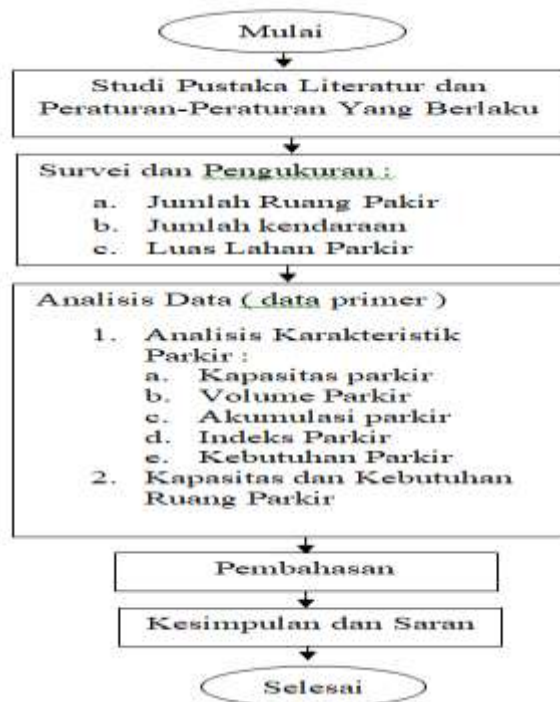 Mulai
Studi Pustaka Literatur dan
Peraturan-Peraturan Yang Berlaku
Survei dan Pengukuran :
a. Jumlah Ruang Pakir
b. Jumlah kendaraan
c. Luas Lahan Parkir
Analisis Data ( data primer )
1. Analisis Karakteristik
Parkir :
a. Kapasitas parkir
b. Volume Parkir
c. Akumulasi parkir
d. Indeks Parkir
e. Kebutuhan Parkir
2. Kapasitas dan Kebutuhan
Ruang Parkir
Pembahasan
Kesimpulan dan Saran
Selesai